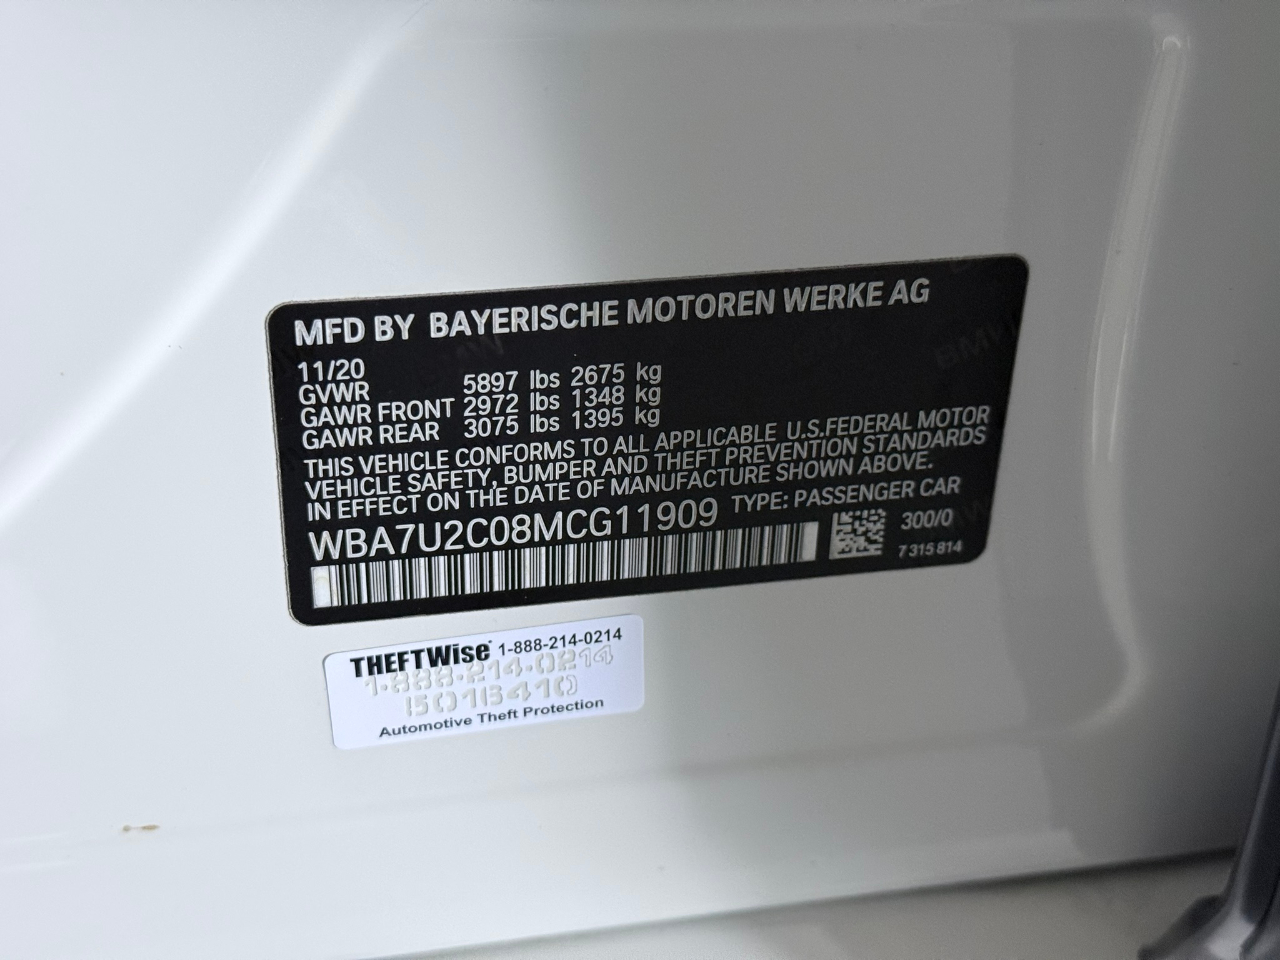 MFD BY BAYERISCHE MOTOREN WERKE AG
11/20
GVWR 5897 lbs 2675 kg
GAWR FRONT 2972 lbs 1348 kg
GAWR REAR 3075 lbs 1395 kg
THIS VEHICLE CONFORMS TO ALL APPLICABLE U.S.FEDERAL MOTOR
VEHICLE SAFETY, BUMPER AND THEFT PREVENTION STANDARDS
IN EFFECT ON THE DATE OF MANUFACTURE SHOWN ABOVE.
WBA7U2C08MCG11909 TYPE: PASSENGER CAR
300/0
7315814
THEFTWise 1-888-214-0214
1-888-214-0214
Automotive Theft Protection